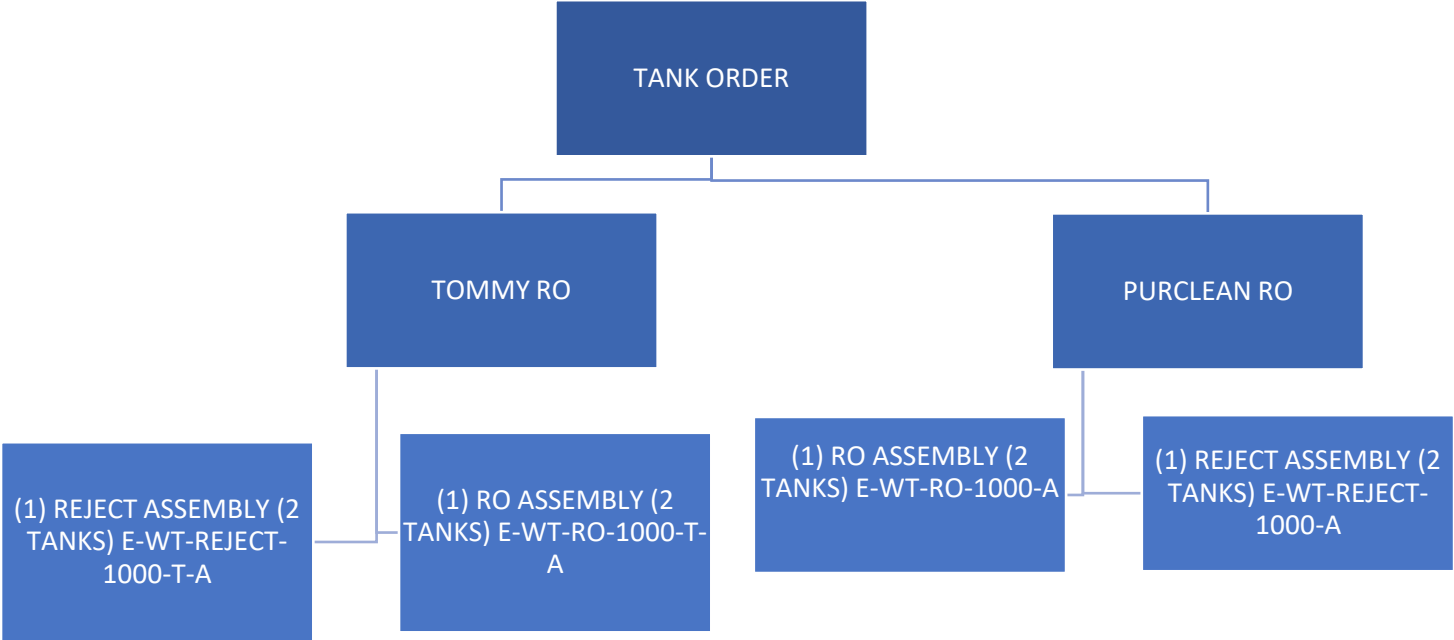 TANK ORDER
TOMMY RO
PURCLEAN RO
(1) REJECT ASSEMBLY (2
TANKS) E-WT-REJECT-
1000-T-A
(1) RO ASSEMBLY (2
TANKS) E-WT-RO-1000-T-
A
(1) RO ASSEMBLY (2
TANKS) E-WT-RO-1000-A
(1) REJECT ASSEMBLY (2
TANKS) E-WT-REJECT-
1000-A